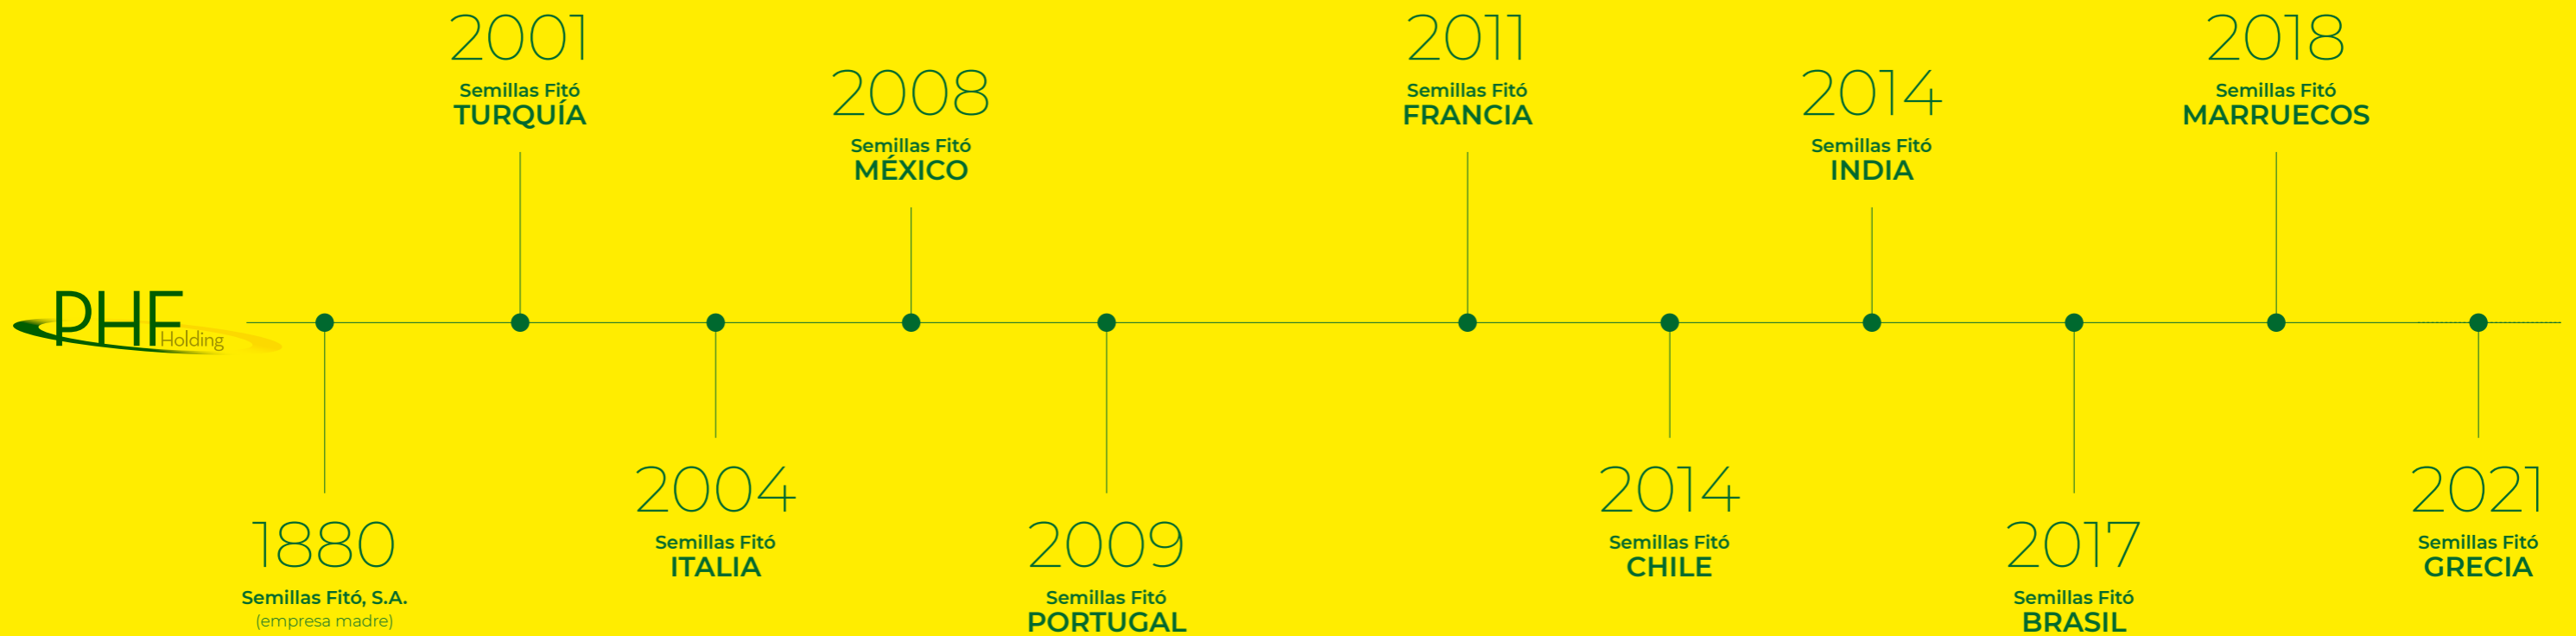 PHF
Holding
1880
Semillas Fitó, S.A.
(empresa madre)
2001
Semillas Fitó
TURQUÍA
2004
Semillas Fitó
ITALIA
2008
Semillas Fitó
MÉXICO
2009
Semillas Fitó
PORTUGAL
2011
Semillas Fitó
FRANCIA
2014
Semillas Fitó
CHILE
2014
Semillas Fitó
INDIA
2017
Semillas Fitó
BRASIL
2018
Semillas Fitó
MARRUECOS
2021
Semillas Fitó
GRECIA